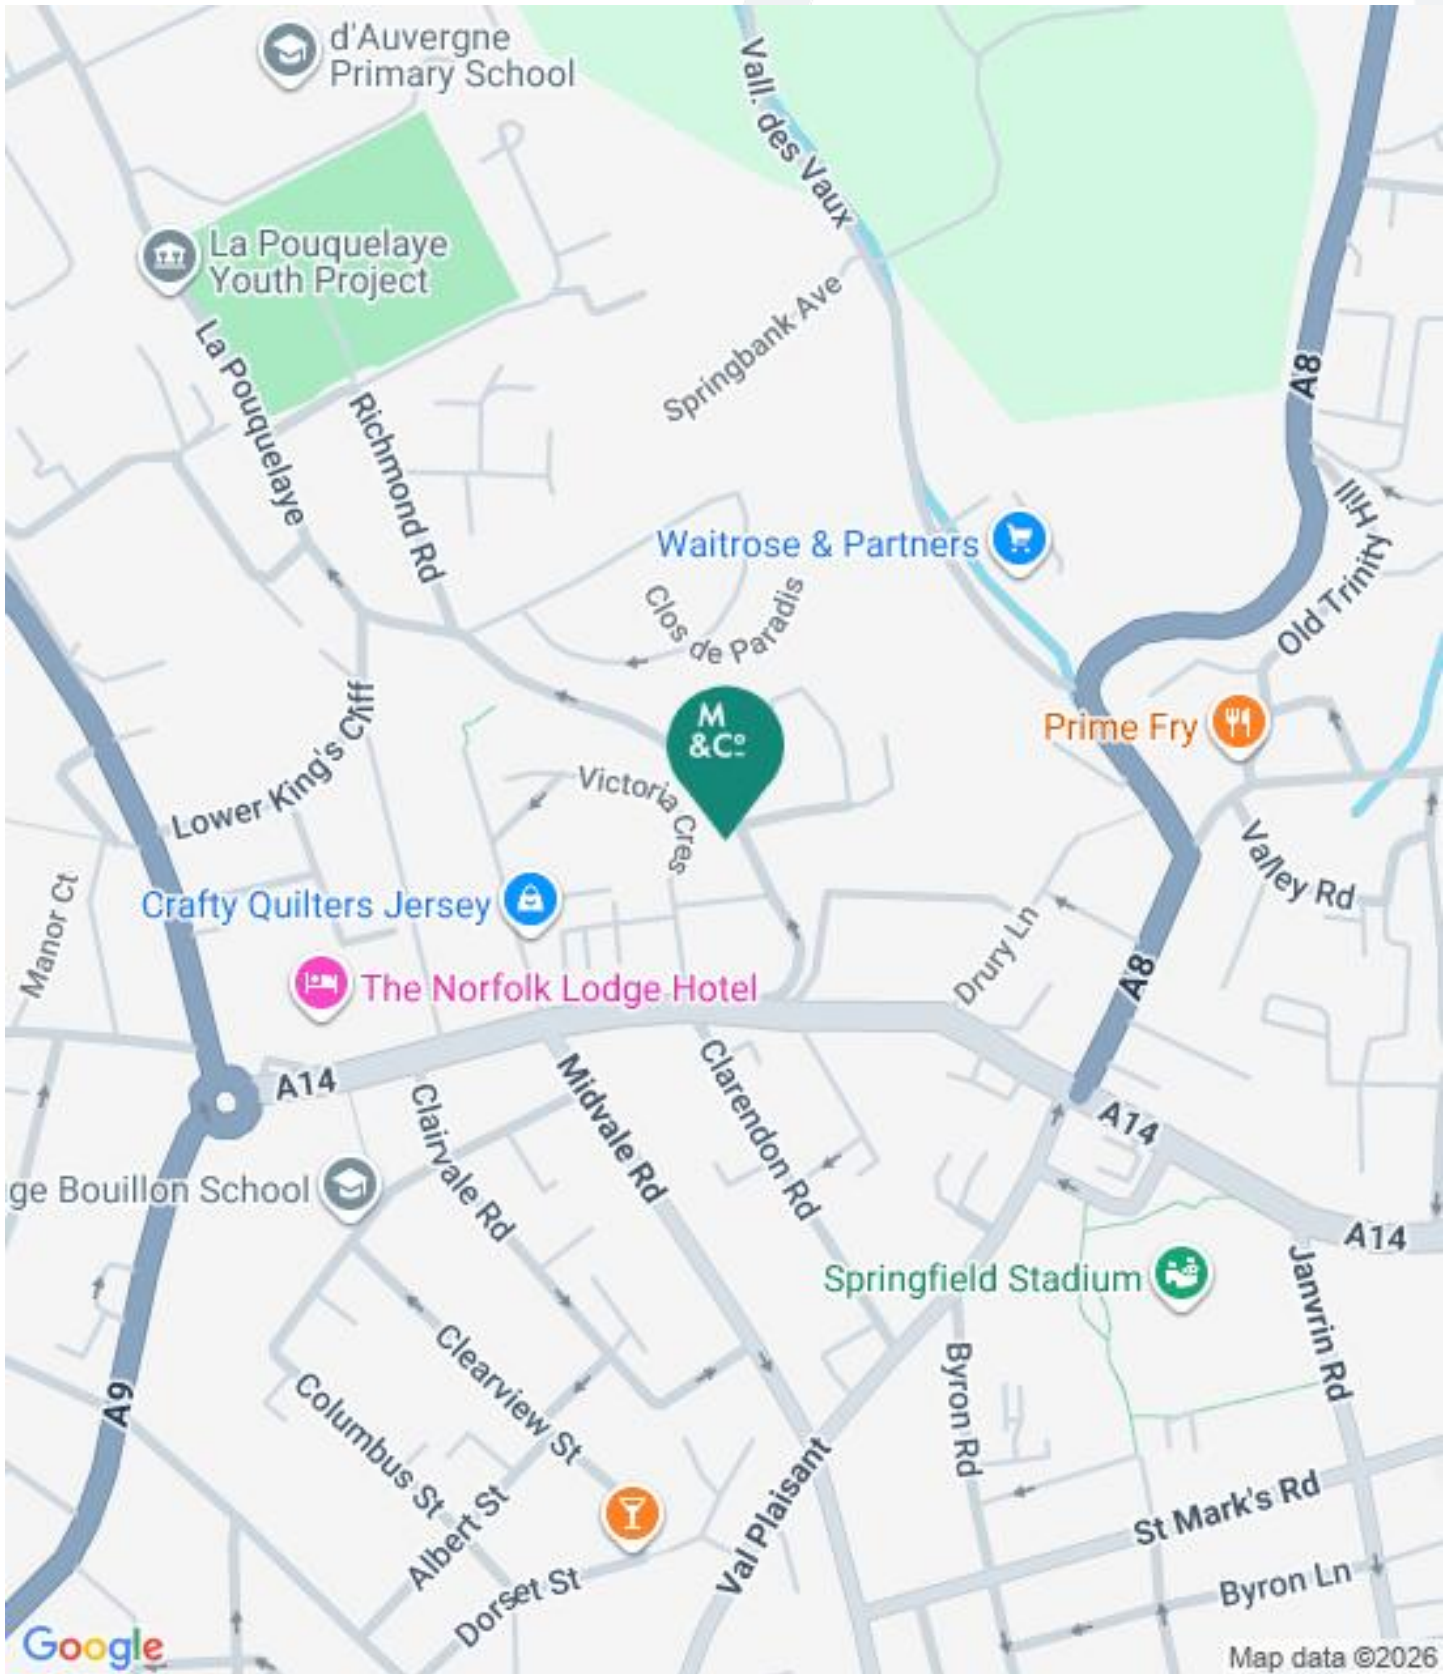 d'Auvergne
Primary School
Vall. des Vaux
La Pouquelaye
Youth Project
Springbank Ave
A8
La Pouquelaye
Richmond Rd
Old Trinity Hill
Waitrose & Partners
Clos de Paradis
M
&Co
Prime Fry
Lower King's Cliff
Victoria Cres
Valley Rd
Manor Ct
Crafty Quilters Jersey
Drury Ln
The Norfolk Lodge Hotel
A8
A14
Midvale Rd
Clarendon Rd
A14
Clairvale Rd
ge Bouillon School
A14
Springfield Stadium
Janvrin Rd
Clearview St
Byron Rd
A9
Columbus St
Val Plaisant
St Mark's Rd
Albert St
Dorset St
Byron Ln
Google
Map data ©2026